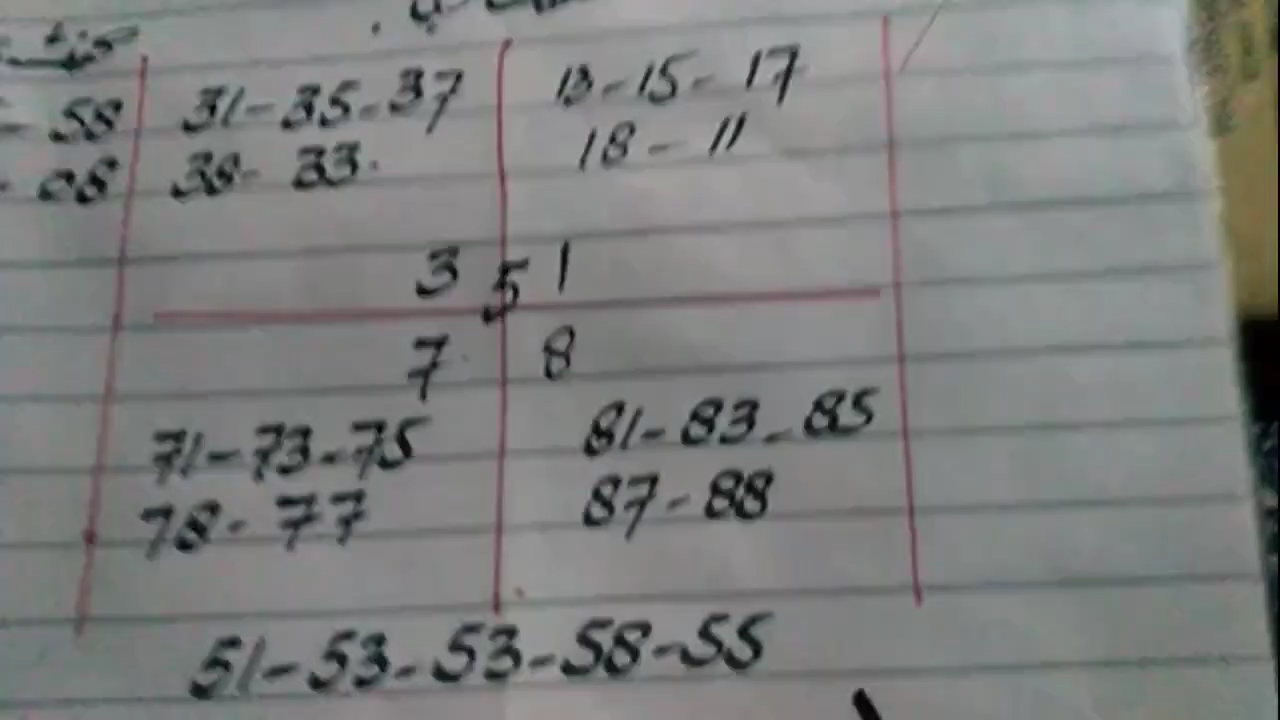 58 31-35-37 13-15-17
08 38-33. 18-11
3 5 1
7 8
71-73-75 81-83-85
78-77 87-88
51-53-53-58-55